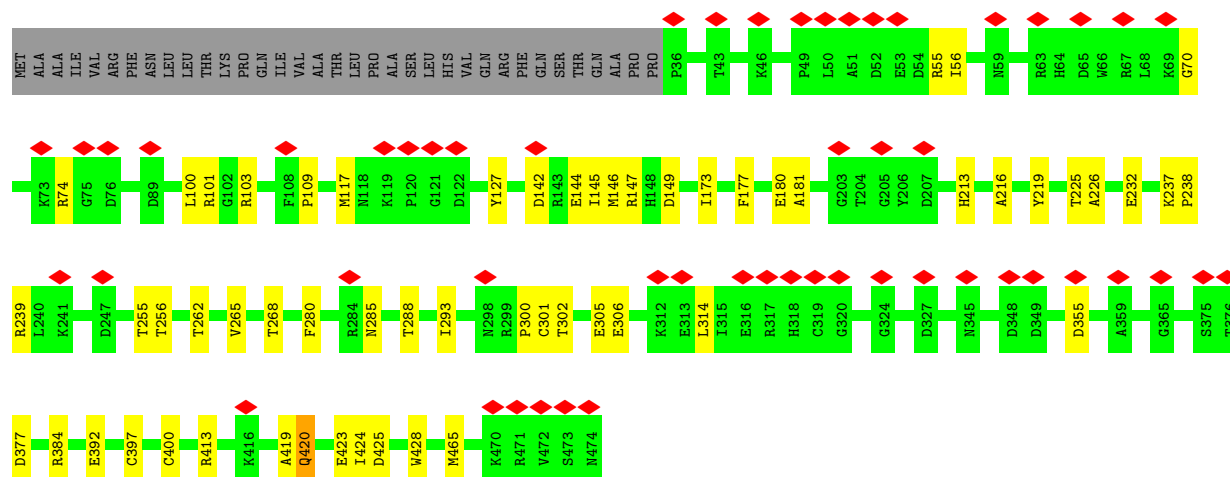 MET ALA ALA ILE VAL ARG PHE ASN LEU LEU THR LYS PRO GLN ILE VAL ALA THR LEU PRO ALA SER LEU HIS VAL GLN ARG PHE GLN SER THR GLN ALA PRO PRO P36 T43 K46 P49 L50 A51 D52 E53 D54 R55 I56 N59 R63 H64 D65 W66 R67 L68 K69 G70
K73 R74 G75 D76 D89 L100 R101 G102 R103 F108 P109 M117 N118 K119 P120 G121 D122 Y127 D142 R143 E144 I145 M146 R147 H148 D149 I173 F177 E180 A181 G203 T204 G205 Y206 D207 H213 A216 Y219 T225 A226 E232 K237 P238
R239 L240 K241 D247 T255 T256 T262 V265 T268 F280 R284 N285 T288 I293 N298 R299 P300 C301 T302 E305 E306 K312 E313 L314 I315 E316 R317 H318 C319 G320 G324 D327 N345 D348 D349 D355 A359 G365 S375 T376
D377 R384 E392 C397 C400 R413 K416 A419 Q420 E423 I424 D425 W428 M465 K470 R471 V472 S473 N474